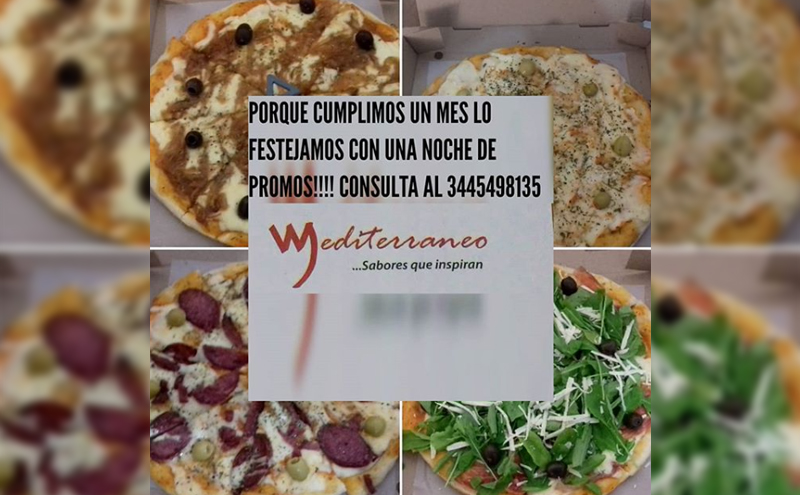 PORQUE CUMPLIMOS UN MES LO
FESTEJAMOS CON UNA NOCHE DE
PROMOS!!!! CONSULTA AL 3445498135
Mediterraneo
...Sabores que inspiran